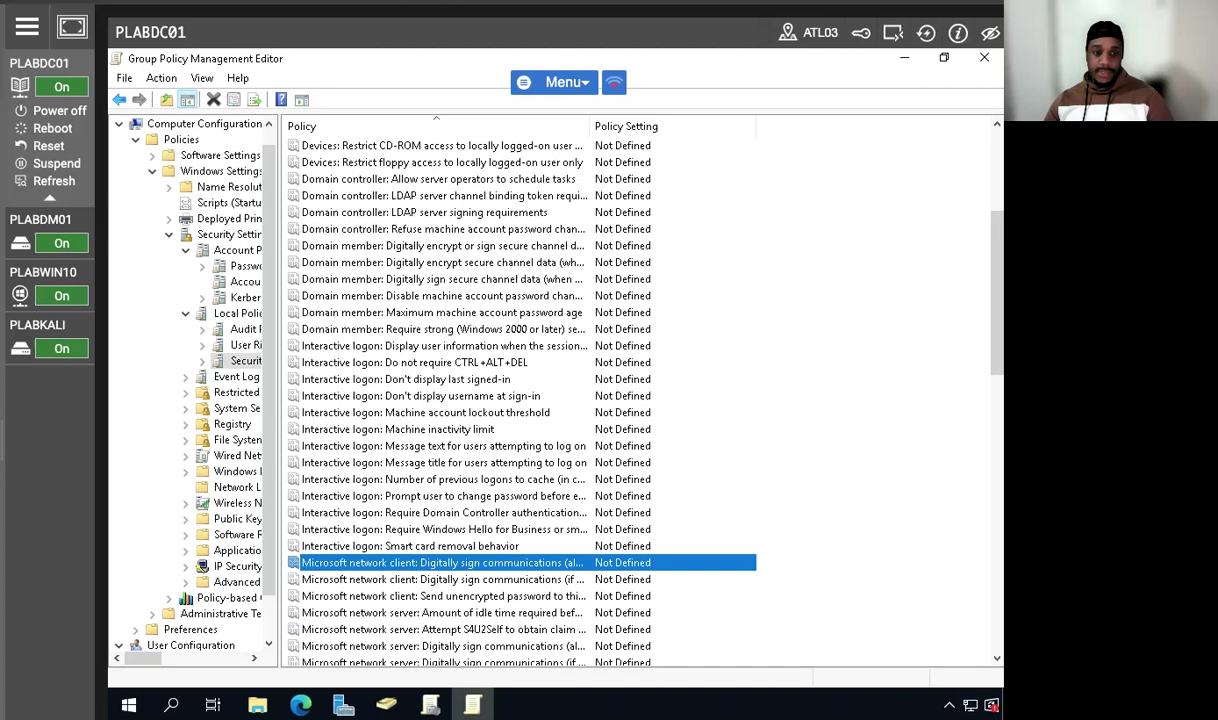 PLABDC01
ATL03
PLABDC01
On
Power off
Reboot
Reset
Suspend
Refresh
PLABDM01
On
PLABWIN10
On
PLABKALI
On
Group Policy Management Editor
File Action View Help
Menu
Computer Configuration
Policies
Software Settings
Windows Settings
Name Resolut
Scripts (Startu
Deployed Prin
Security Settin
Account P
Passwo
Accou
Kerber
Local Polic
Audit P
User Ri
Securit
Event Log
Restricted
System Se
Registry
File System
Wired Net
Windows I
Network L
Wireless N
Public Key
Software R
Applicatio
IP Security
Advanced
Policy-based
Administrative Te
Preferences
User Configuration
Policy Policy Setting
Devices: Restrict CD-ROM access to locally logged-on user ... Not Defined
Devices: Restrict floppy access to locally logged-on user only Not Defined
Domain controller: Allow server operators to schedule tasks Not Defined
Domain controller: LDAP server channel binding token requi... Not Defined
Domain controller: LDAP server signing requirements Not Defined
Domain controller: Refuse machine account password chan... Not Defined
Domain member: Digitally encrypt or sign secure channel d... Not Defined
Domain member: Digitally encrypt secure channel data (wh... Not Defined
Domain member: Digitally sign secure channel data (when ... Not Defined
Domain member: Disable machine account password chan... Not Defined
Domain member: Maximum machine account password age Not Defined
Domain member: Require strong (Windows 2000 or later) se... Not Defined
Interactive logon: Display user information when the session... Not Defined
Interactive logon: Do not require CTRL+ALT+DEL Not Defined
Interactive logon: Don't display last signed-in Not Defined
Interactive logon: Don't display username at sign-in Not Defined
Interactive logon: Machine account lockout threshold Not Defined
Interactive logon: Machine inactivity limit Not Defined
Interactive logon: Message text for users attempting to log on Not Defined
Interactive logon: Message title for users attempting to log on Not Defined
Interactive logon: Number of previous logons to cache (in c... Not Defined
Interactive logon: Prompt user to change password before e... Not Defined
Interactive logon: Require Domain Controller authentication... Not Defined
Interactive logon: Require Windows Hello for Business or sm... Not Defined
Interactive logon: Smart card removal behavior Not Defined
Microsoft network client: Digitally sign communications (al... Not Defined
Microsoft network client: Digitally sign communications (if ... Not Defined
Microsoft network client: Send unencrypted password to thi... Not Defined
Microsoft network server: Amount of idle time required bef... Not Defined
Microsoft network server: Attempt S4U2Self to obtain claim ... Not Defined
Microsoft network server: Digitally sign communications (al... Not Defined
Microsoft network server: Digitally sign communications (if ... Not Defined